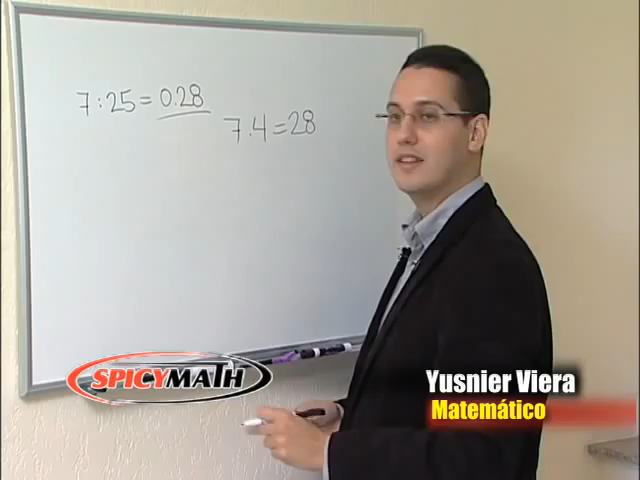 7:25=0.28
7.4=28
SPICYMATH
Yusnier Viera
Matemático